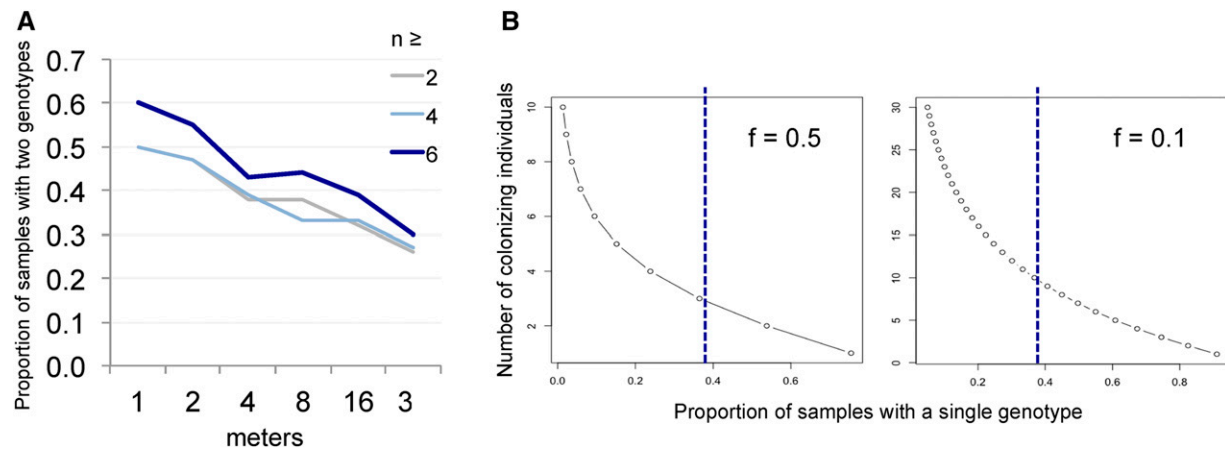 A
Proportion of samples with two genotypes
0.7
0.6
0.5
0.4
0.3
0.2
0.1
0.0
n ≥
2
4
6
1 2 4 8 16 3
meters
B
Number of colonizing individuals
10
8
6
4
2
f = 0.5
0.0 0.2 0.4 0.6
30
25
20
15
10
5
0
f = 0.1
0.2 0.4 0.6 0.8
Proportion of samples with a single genotype